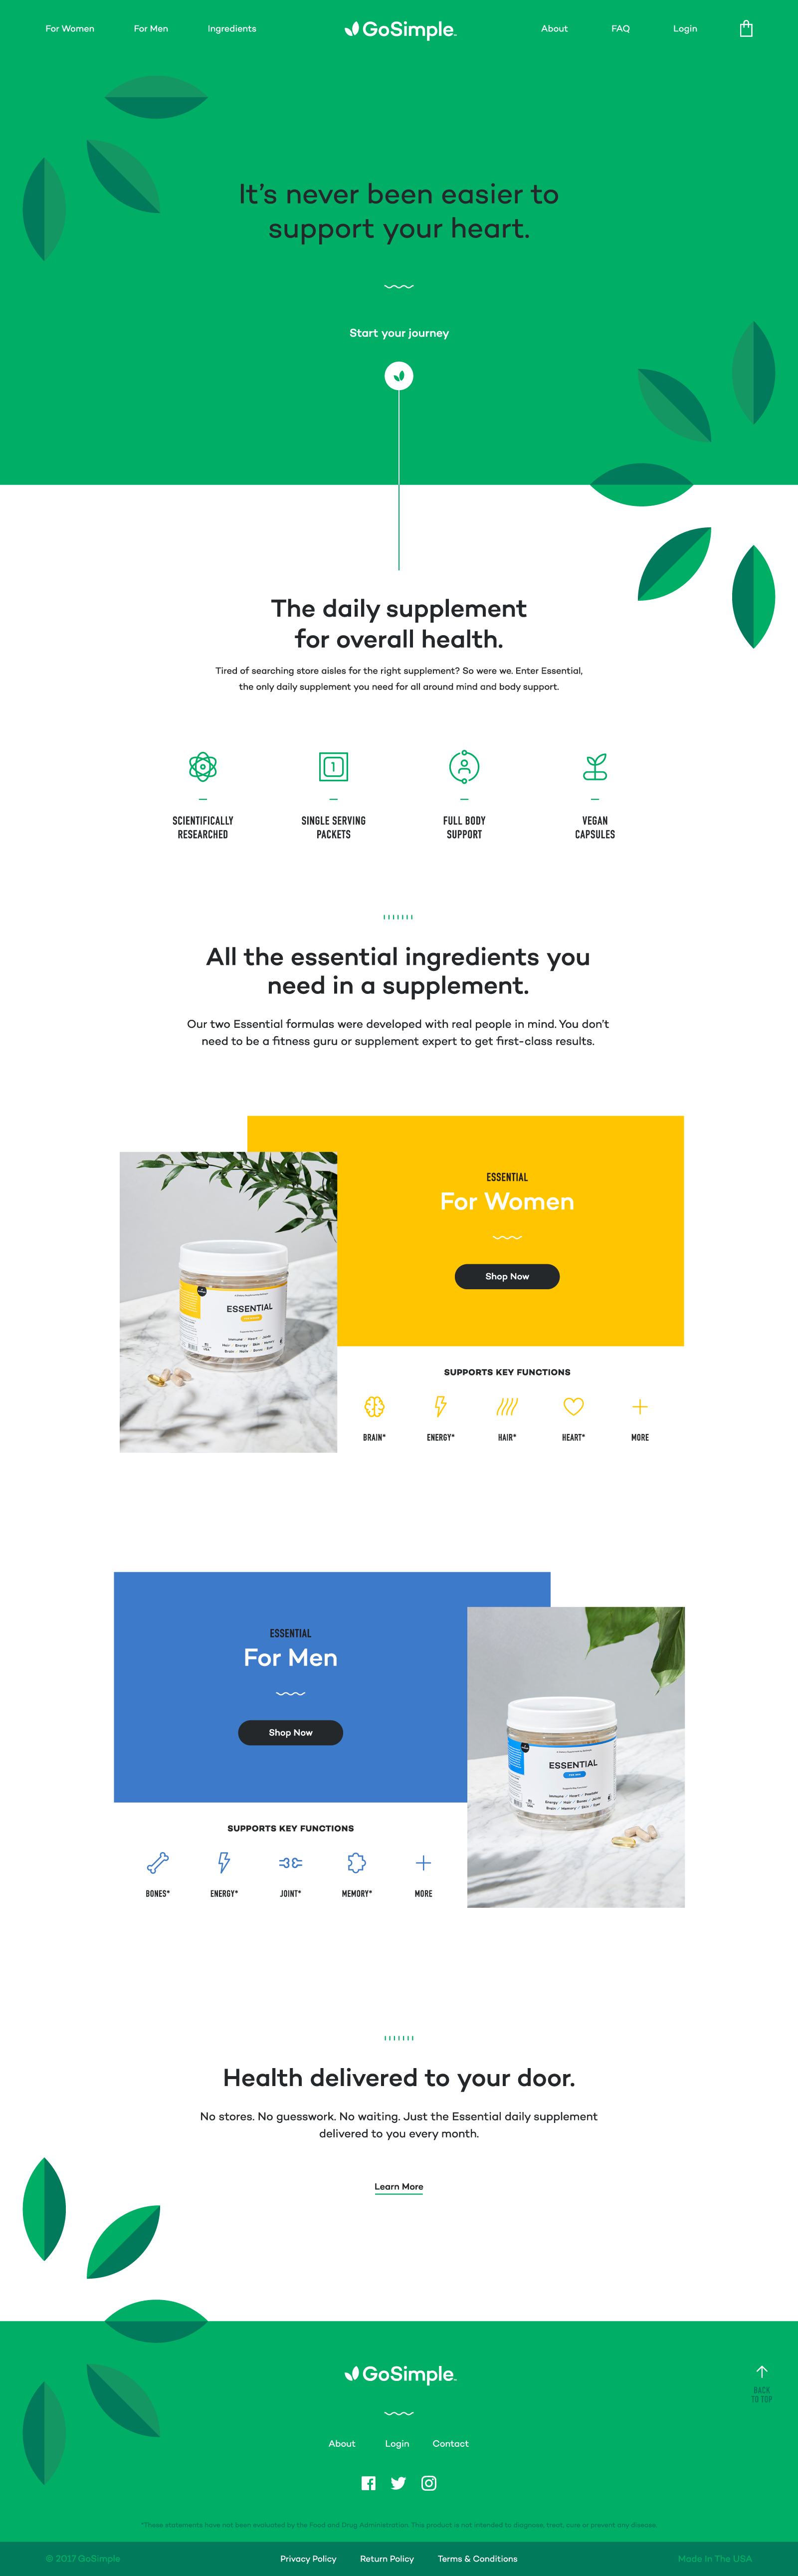 For Women
For Men
Ingredients
GoSimple
About
FAQ
Login
It's never been easier to
support your heart.
Start your journey
The daily supplement
for overall health.
Tired of searching store aisles for the right supplement? So were we. Enter Essential,
the only daily supplement you need for all around mind and body support.
1
SCIENTIFICALLY
RESEARCHED
SINGLE SERVING
PACKETS
FULL BODY
SUPPORT
VEGAN
CAPSULES
All the essential ingredients you
need in a supplement.
Our two Essential formulas were developed with real people in mind. You don't
need to be a fitness guru or supplement expert to get first-class results.
ESSENTIAL
For Women
Shop Now
ESSENTIAL
SUPPORTS KEY FUNCTIONS
BRAIN*
ENERGY*
HAIR*
HEART*
MORE
ESSENTIAL
For Men
Shop Now
ESSENTIAL
SUPPORTS KEY FUNCTIONS
BONES*
ENERGY*
JOINT*
MEMORY*
MORE
Health delivered to your door.
No stores. No guesswork. No waiting. Just the Essential daily supplement
delivered to you every month.
Learn More
GoSimple
BACK
TO TOP
About
Login
Contact
*These statements have not been evaluated by the Food and Drug Administration. This product is not intended to diagnose, treat, cure or prevent any disease.
© 2017 GoSimple
Privacy Policy
Return Policy
Terms & Conditions
Made In The USA